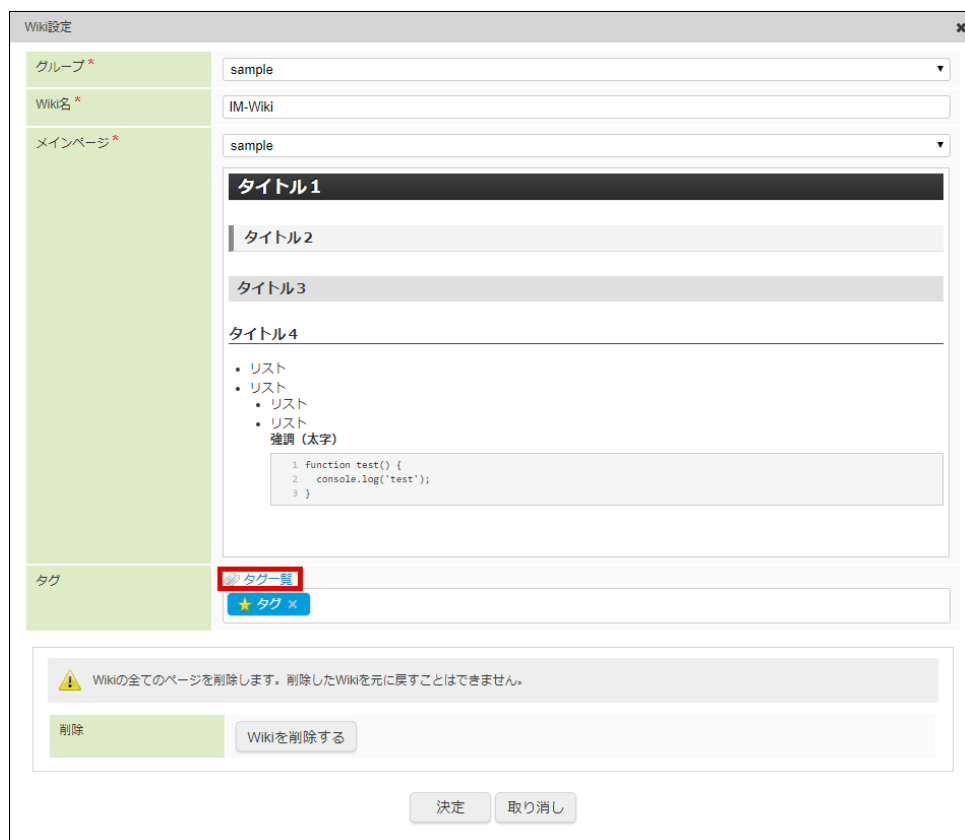 Wiki設定
グループ*
sample
Wiki名*
IM-Wiki
メインページ*
sample
タイトル1
タイトル2
タイトル3
タイトル4
リスト
リスト
リスト
リスト
強調（太字）
1 function test() {
2   console.log('test');
3 }
タグ
タグ一覧
タグ ×
Wikiの全てのページを削除します。削除したWikiを元に戻すことはできません。
削除
Wikiを削除する
決定 取り消し